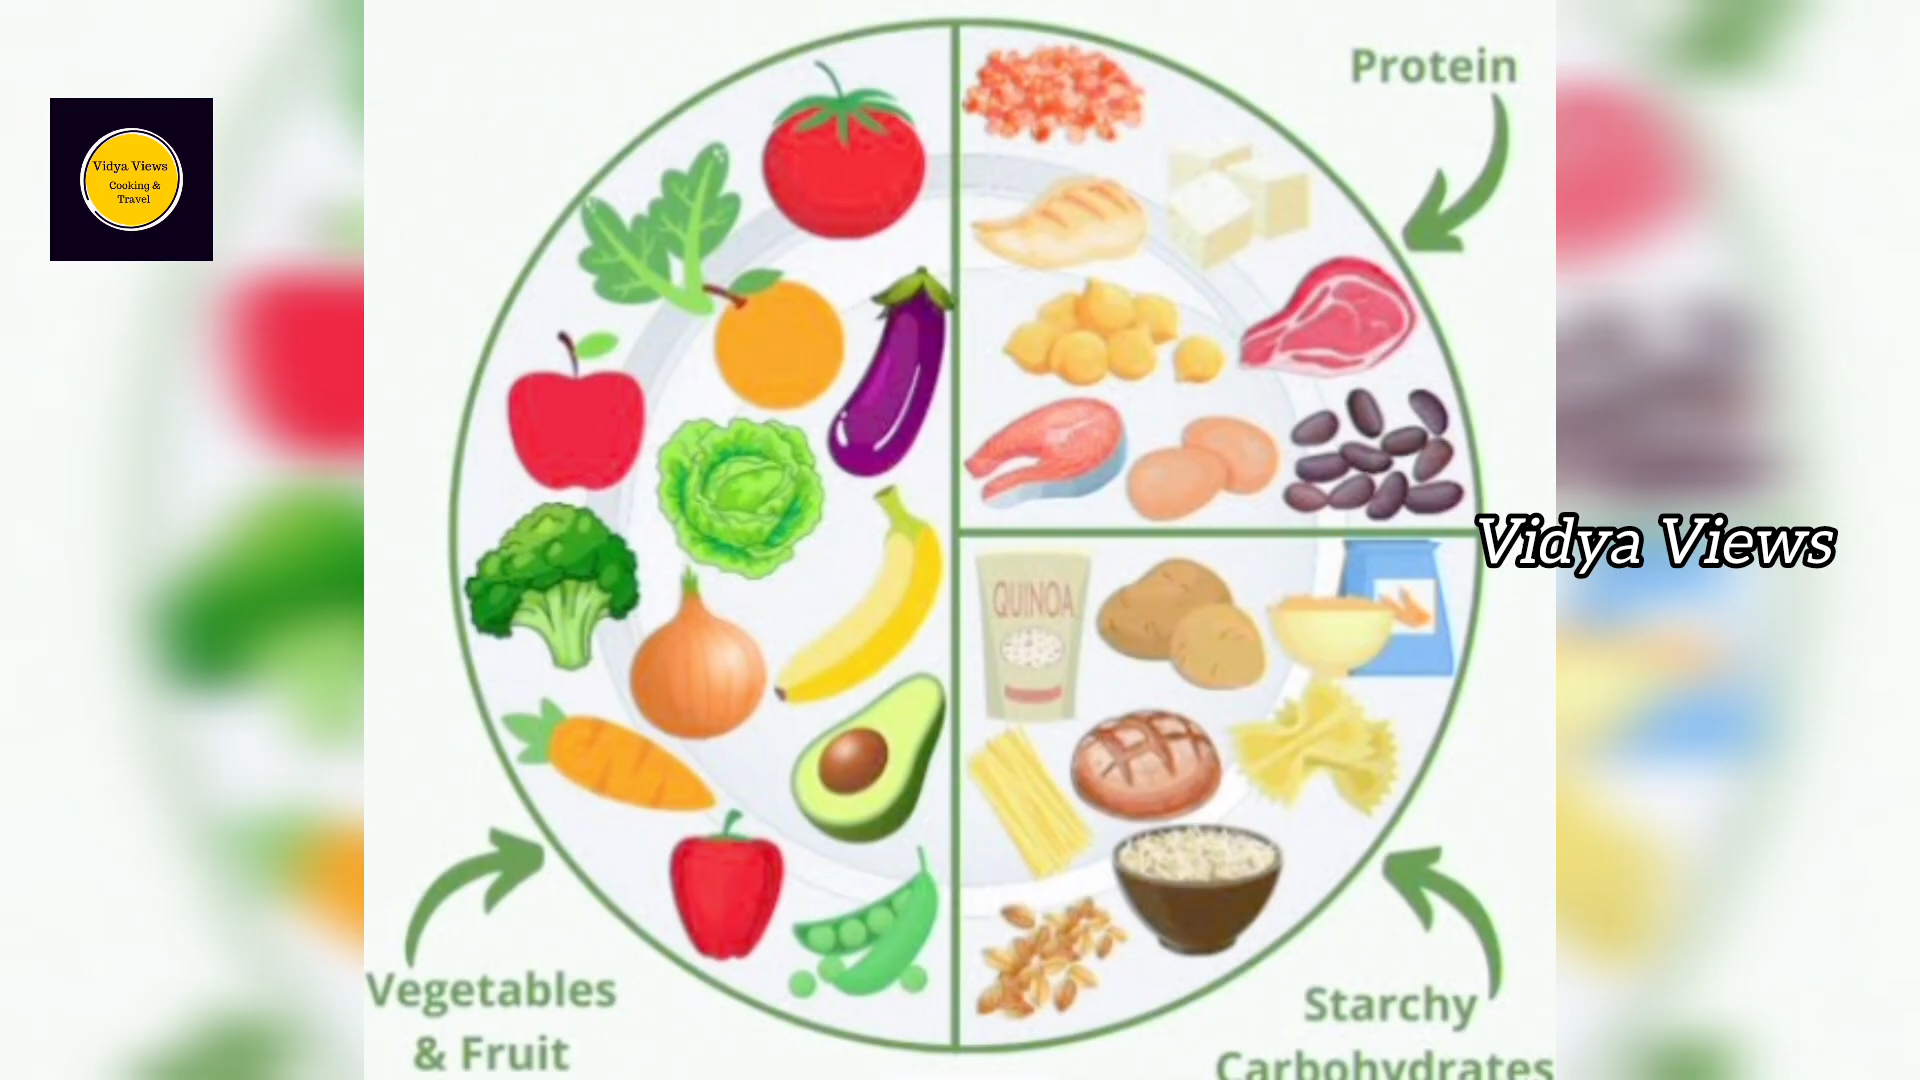 Protein
Vidya Views
Cooking &
Travel
Vidya Views
QUINOA
Vegetables
& Fruit
Starchy
Carbohydrates